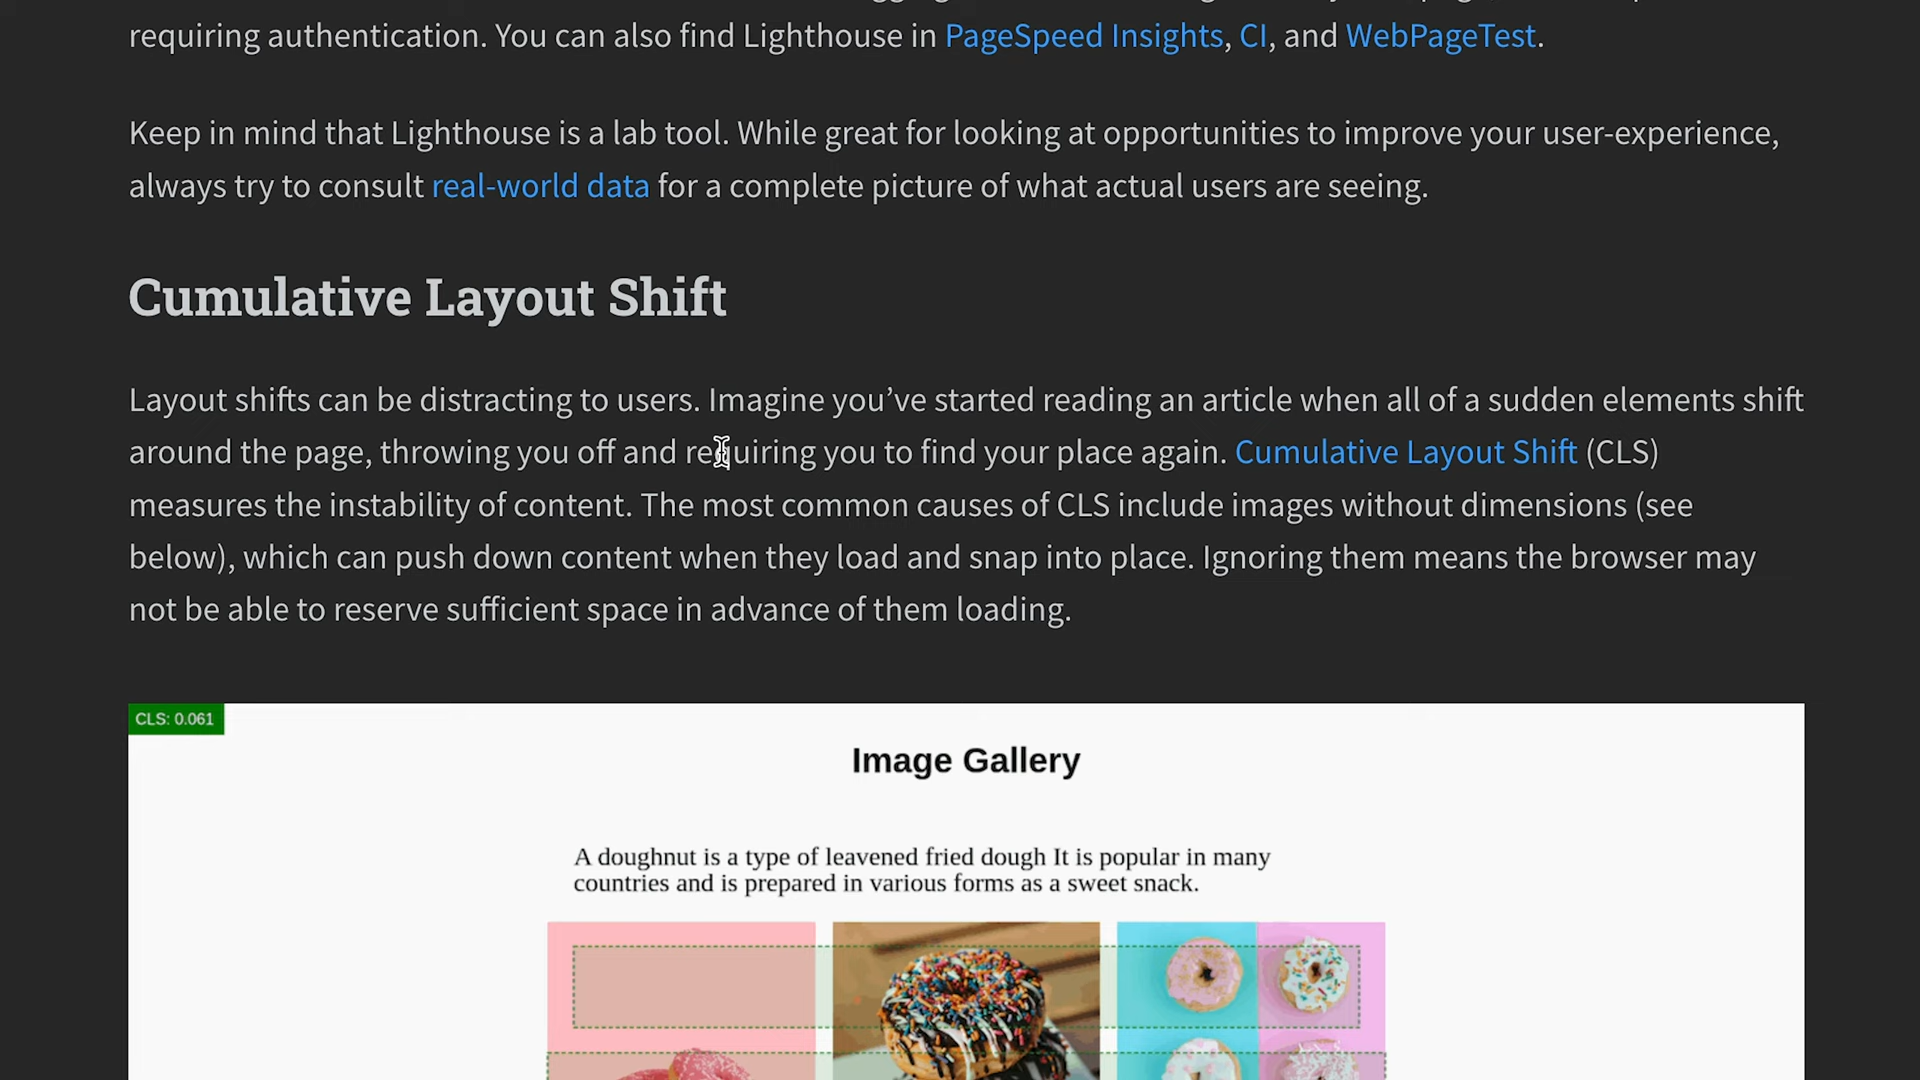 requiring authentication. You can also find Lighthouse in PageSpeed Insights, CI, and WebPageTest.
Keep in mind that Lighthouse is a lab tool. While great for looking at opportunities to improve your user-experience,
always try to consult real-world data for a complete picture of what actual users are seeing.
Cumulative Layout Shift
Layout shifts can be distracting to users. Imagine you’ve started reading an article when all of a sudden elements shift
around the page, throwing you off and requiring you to find your place again. Cumulative Layout Shift (CLS)
measures the instability of content. The most common causes of CLS include images without dimensions (see
below), which can push down content when they load and snap into place. Ignoring them means the browser may
not be able to reserve sufficient space in advance of them loading.
CLS: 0.061
Image Gallery
A doughnut is a type of leavened fried dough It is popular in many
countries and is prepared in various forms as a sweet snack.